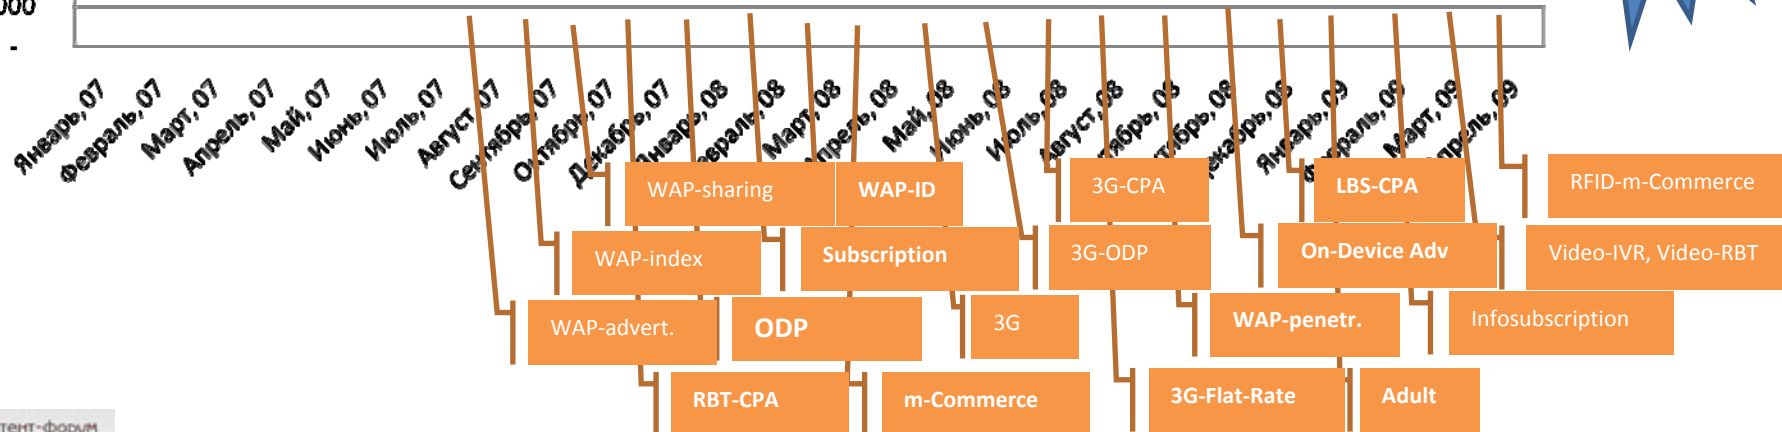 000
-
Январь, 07
Февраль, 07
Март, 07
Апрель, 07
Май, 07
Июнь, 07
Июль, 07
Август, 07
Сентябрь, 07
Октябрь, 07
Декабрь, 07
Январь, 08
Февраль, 08
Март, 08
Апрель, 08
Май, 08
Июнь, 08
Июль, 08
Август, 08
Декабрь, 08
Январь, 09
Февраль, 09
Март, 09
Апрель, 09
WAP-sharing
WAP-ID
3G-CPA
LBS-CPA
RFID-m-Commerce
WAP-index
Subscription
3G-ODP
On-Device Adv
Video-IVR, Video-RBT
WAP-advert.
ODP
3G
WAP-penetr.
Infosubscription
RBT-CPA
m-Commerce
3G-Flat-Rate
Adult
тент-форум